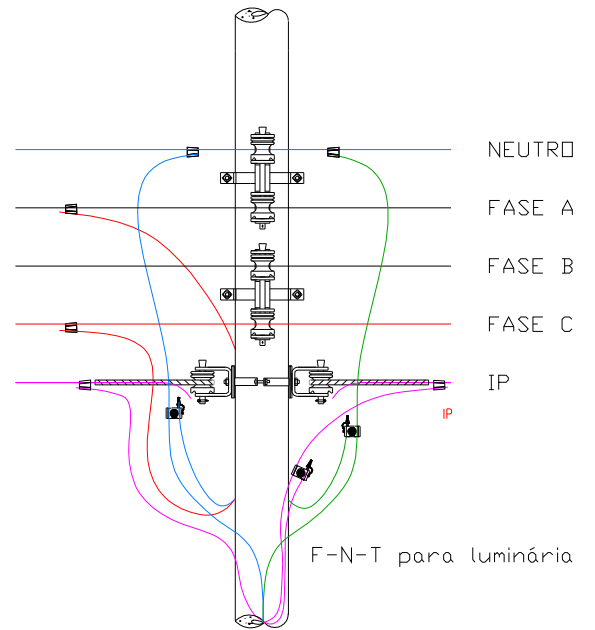 NEUTRO
FASE A
FASE B
FASE C
IP
IP
F-N-T para luminária